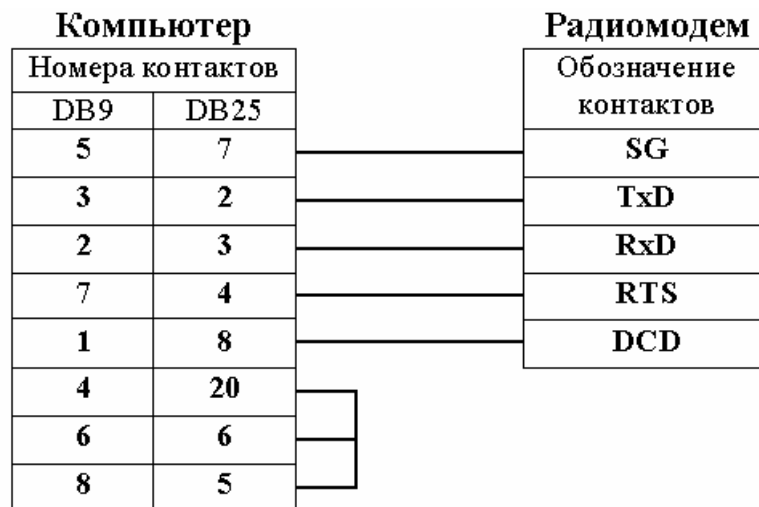 Компьютер Радиомодем
Номера контактов Обозначение
DB9 DB25 контактов
5 7 SG
3 2 TxD
2 3 RxD
7 4 RTS
1 8 DCD
4 20
6 6
8 5